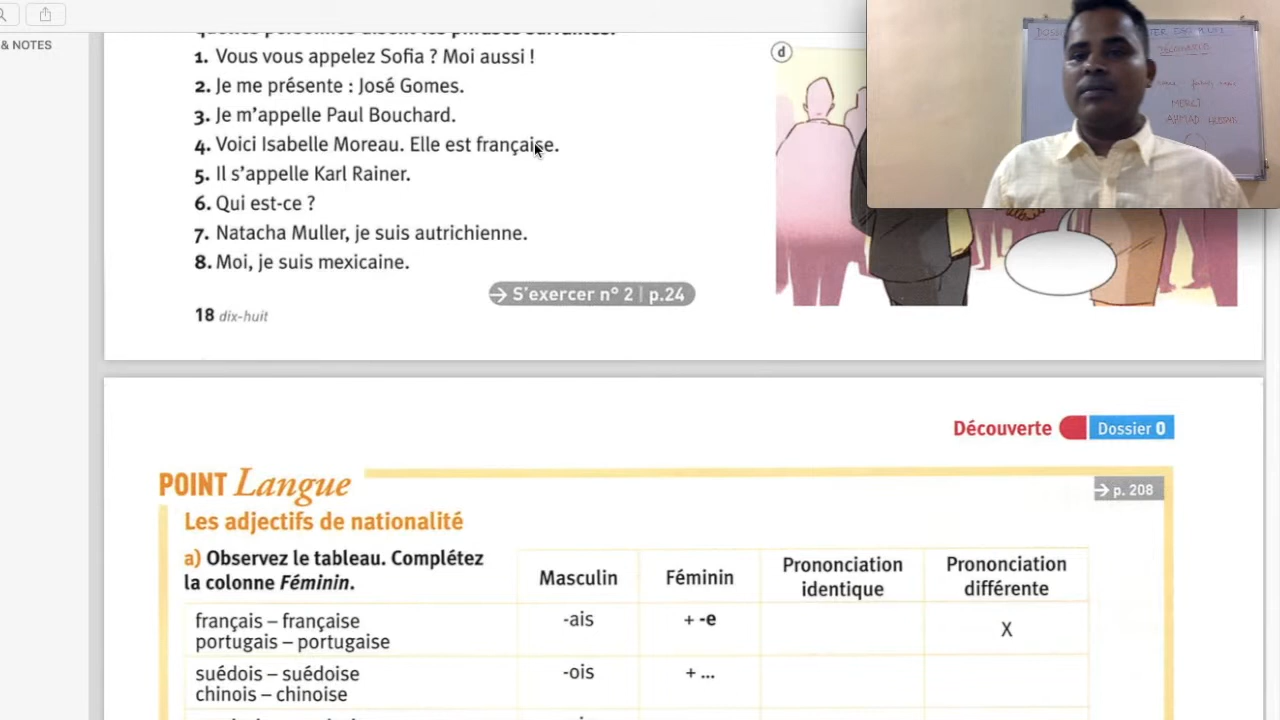 & NOTES
1. Vous vous appelez Sofia ? Moi aussi !
2. Je me présente : José Gomes.
3. Je m'appelle Paul Bouchard.
4. Voici Isabelle Moreau. Elle est française.
5. Il s'appelle Karl Rainer.
6. Qui est-ce ?
7. Natacha Muller, je suis autrichienne.
8. Moi, je suis mexicaine.
→ S'exercer n° 2 | p.24
18 dix-huit
d
MERCI
Découverte Dossier 0
POINT Langue
→ p. 208
Les adjectifs de nationalité
a) Observez le tableau. Complétez
la colonne Féminin.
Masculin Féminin Prononciation identique Prononciation différente
français – française -ais + -e X
portugais – portugaise
suédois – suédoise -ois + ...
chinois – chinoise